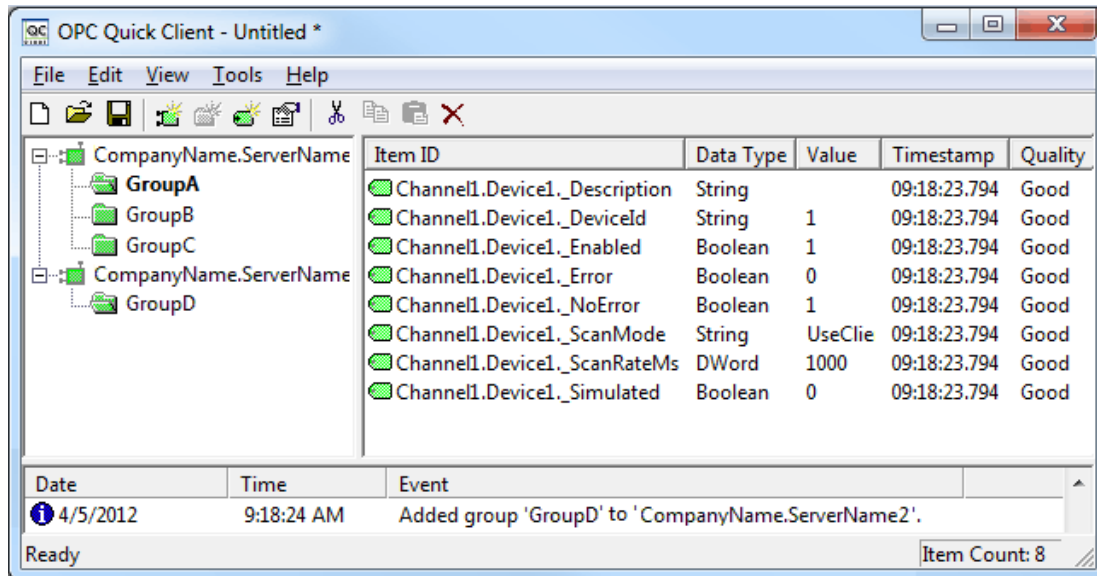 OPC Quick Client - Untitled *
File Edit View Tools Help
CompanyName.ServerName
GroupA
GroupB
GroupC
CompanyName.ServerName
GroupD
Item ID Data Type Value Timestamp Quality
Channel1.Device1._Description String 09:18:23.794 Good
Channel1.Device1._DeviceId String 1 09:18:23.794 Good
Channel1.Device1._Enabled Boolean 1 09:18:23.794 Good
Channel1.Device1._Error Boolean 0 09:18:23.794 Good
Channel1.Device1._NoError Boolean 1 09:18:23.794 Good
Channel1.Device1._ScanMode String UseClie 09:18:23.794 Good
Channel1.Device1._ScanRateMs DWord 1000 09:18:23.794 Good
Channel1.Device1._Simulated Boolean 0 09:18:23.794 Good
Date Time Event
4/5/2012 9:18:24 AM Added group 'GroupD' to 'CompanyName.ServerName2'.
Ready Item Count: 8